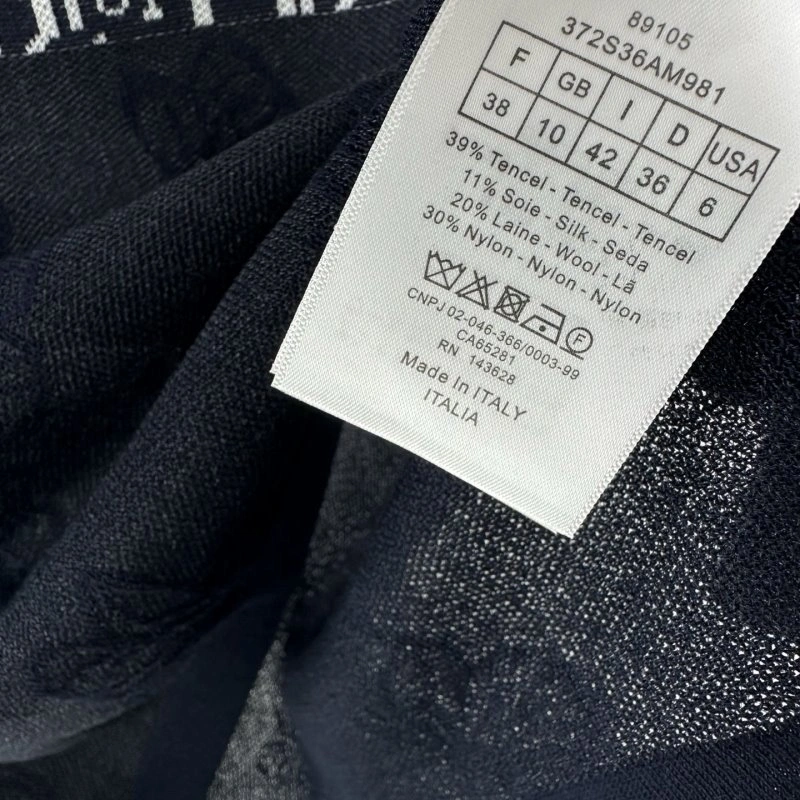 89105
372S36AM981
F GB I D USA
38 10 42 36 6
39% Tencel - Tencel - Tencel
11% Soie - Silk - Seda
20% Laine - Wool - Lã
30% Nylon - Nylon - Nylon
F
CNPJ 02-046-366/0003-99
CA65281
RN 143628
Made In ITALY
ITALIA